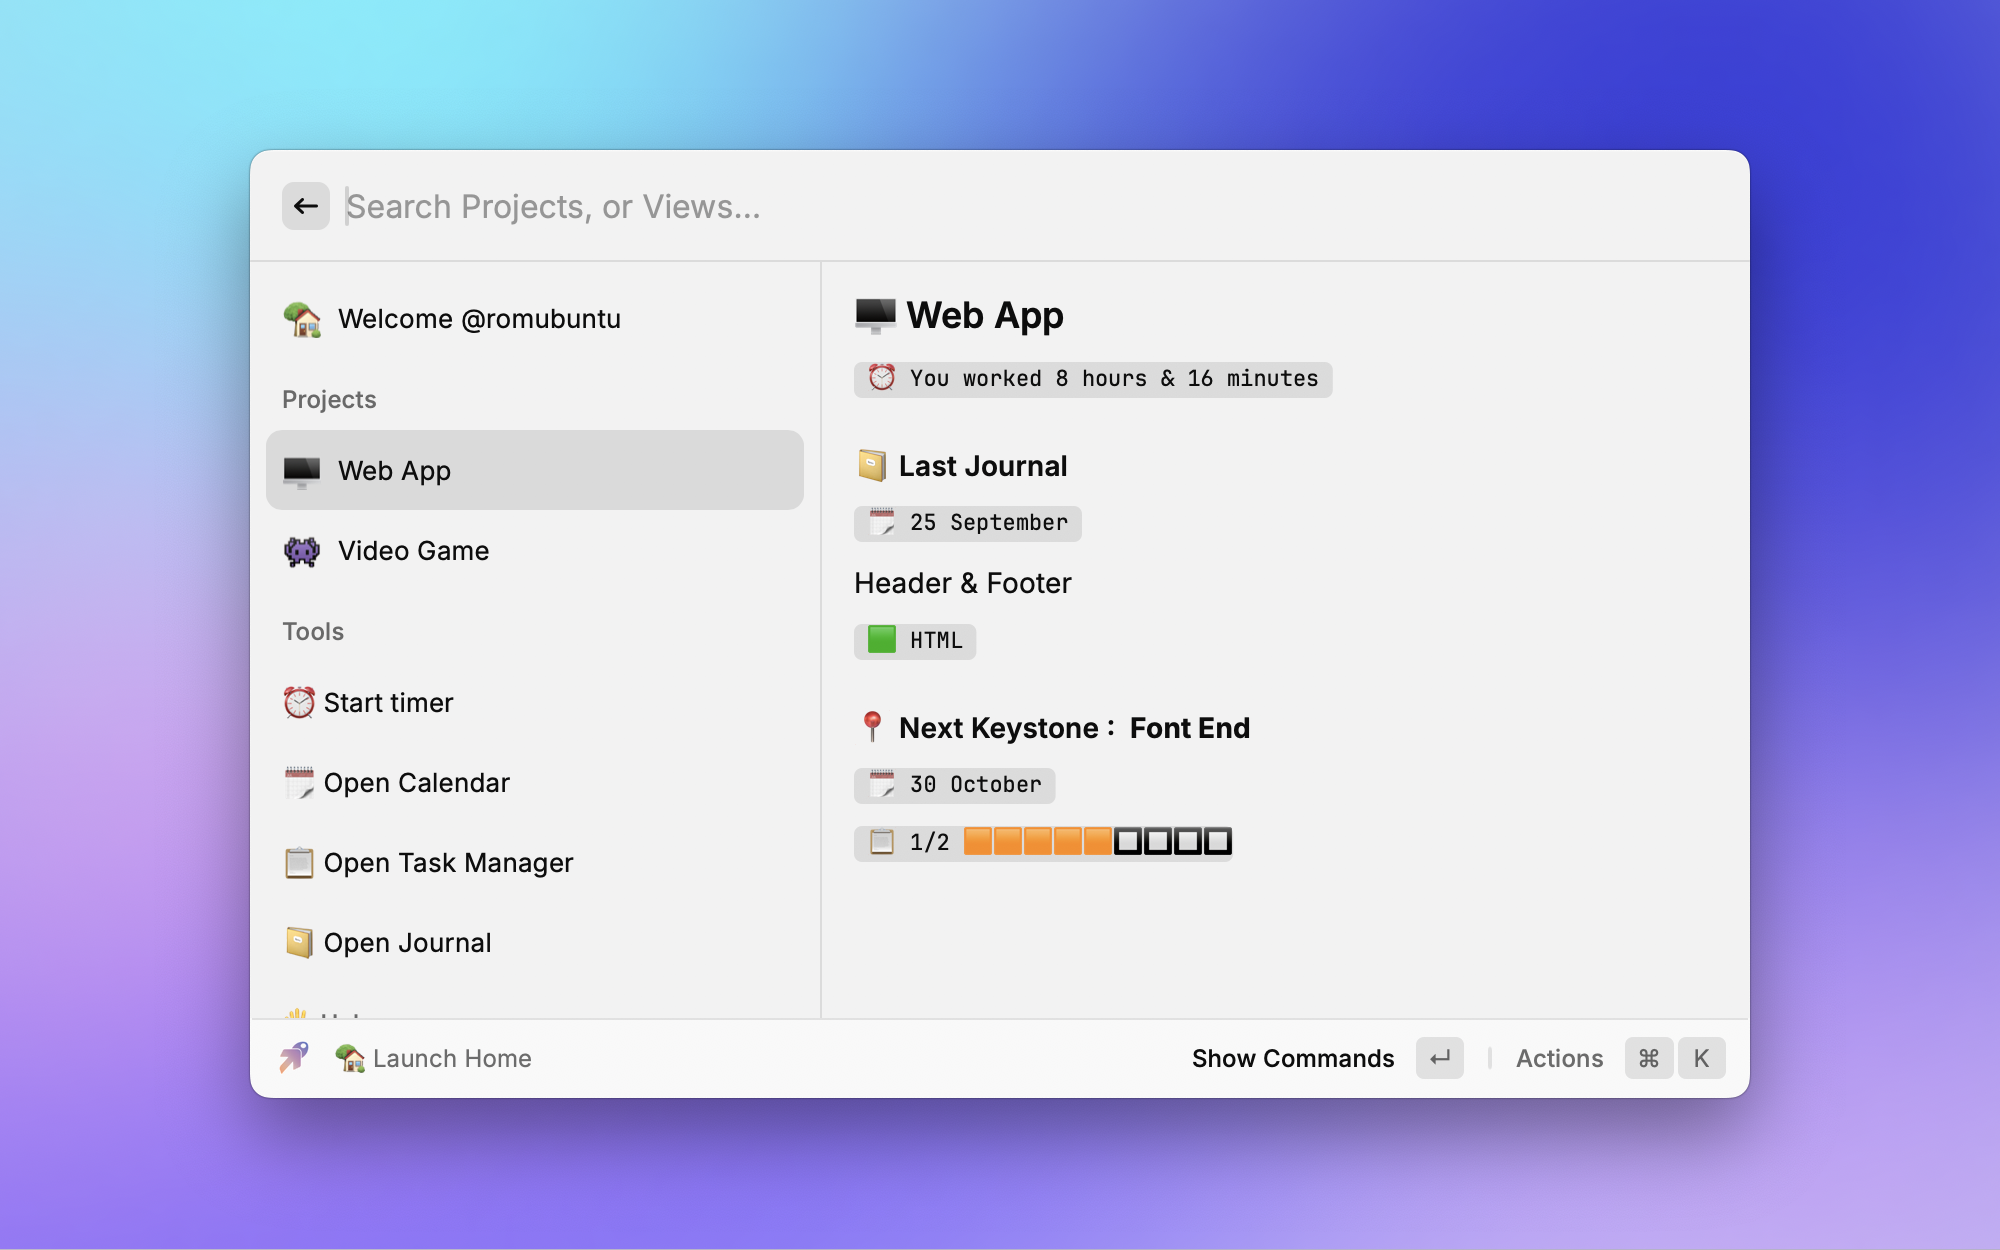 Search Projects, or Views...
Welcome @romubuntu
Projects
Web App
Video Game
Tools
Start timer
Open Calendar
Open Task Manager
Open Journal
Web App
You worked 8 hours & 16 minutes
Last Journal
25 September
Header & Footer
HTML
Next Keystone : Font End
30 October
1/2
Launch Home
Show Commands ↵ | Actions ⌘ K